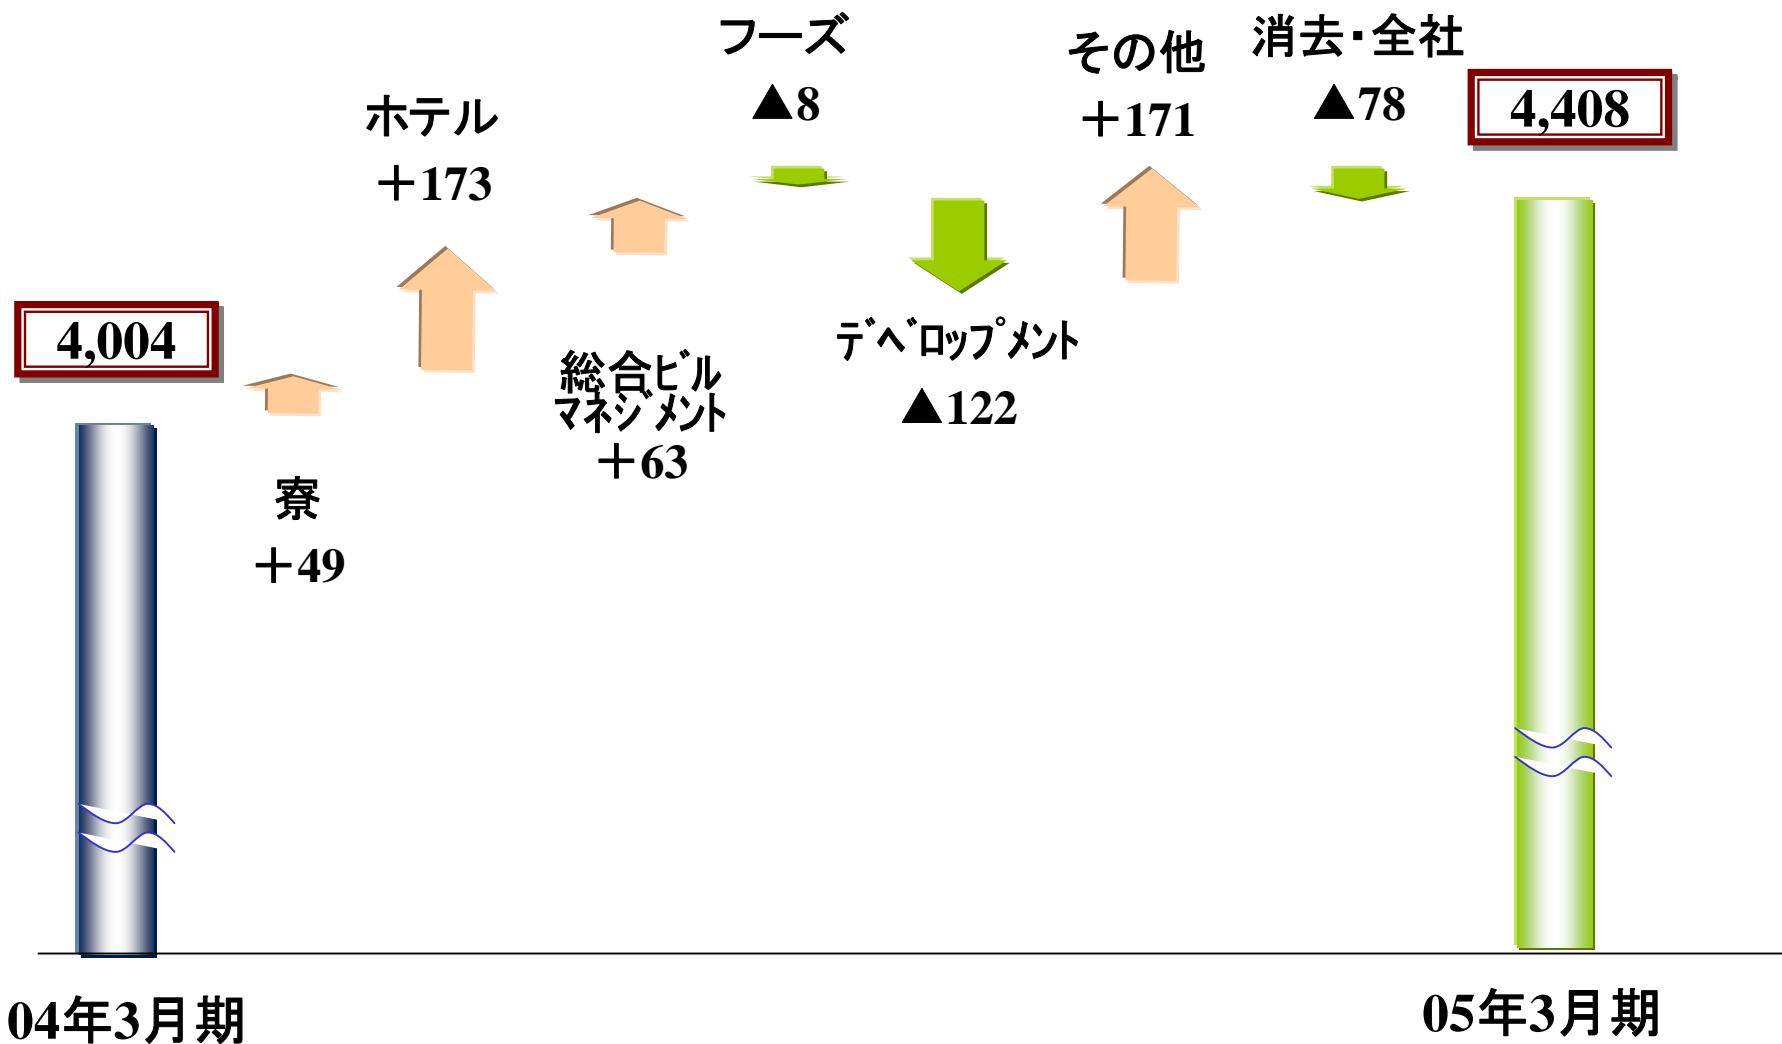 4,004
04年3月期
寮
＋49
ホテル
＋173
総合ビル
マネジメント
＋63
フーズ
▲8
デベロップメント
▲122
その他
＋171
消去・全社
▲78
4,408
05年3月期